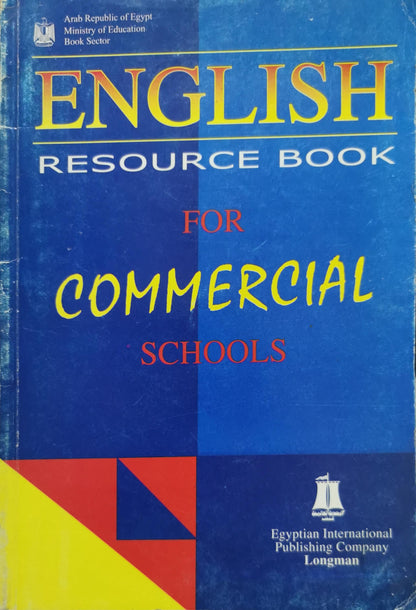 Arab Republic of Egypt
Ministry of Education
Book Sector
ENGLISH
RESOURCE BOOK
FOR
COMMERCIAL
SCHOOLS
Egyptian International
Publishing Company
Longman